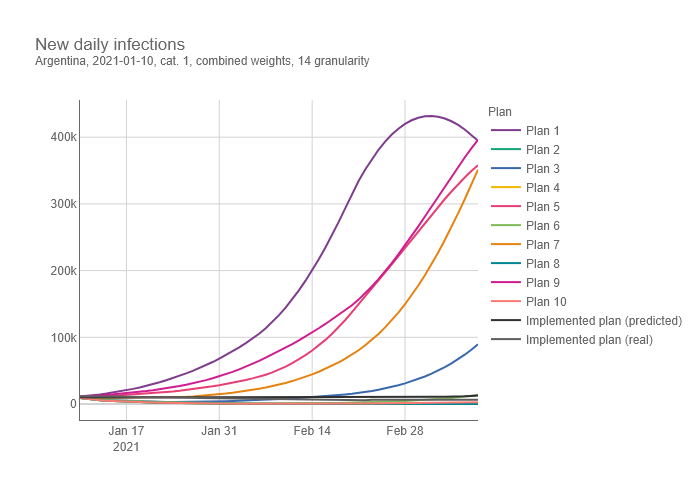 New daily infections
Argentina, 2021-01-10, cat. 1, combined weights, 14 granularity
400k
300k
200k
100k
0
Jan 17
2021
Jan 31
Feb 14
Feb 28
Plan
Plan 1
Plan 2
Plan 3
Plan 4
Plan 5
Plan 6
Plan 7
Plan 8
Plan 9
Plan 10
Implemented plan (predicted)
Implemented plan (real)